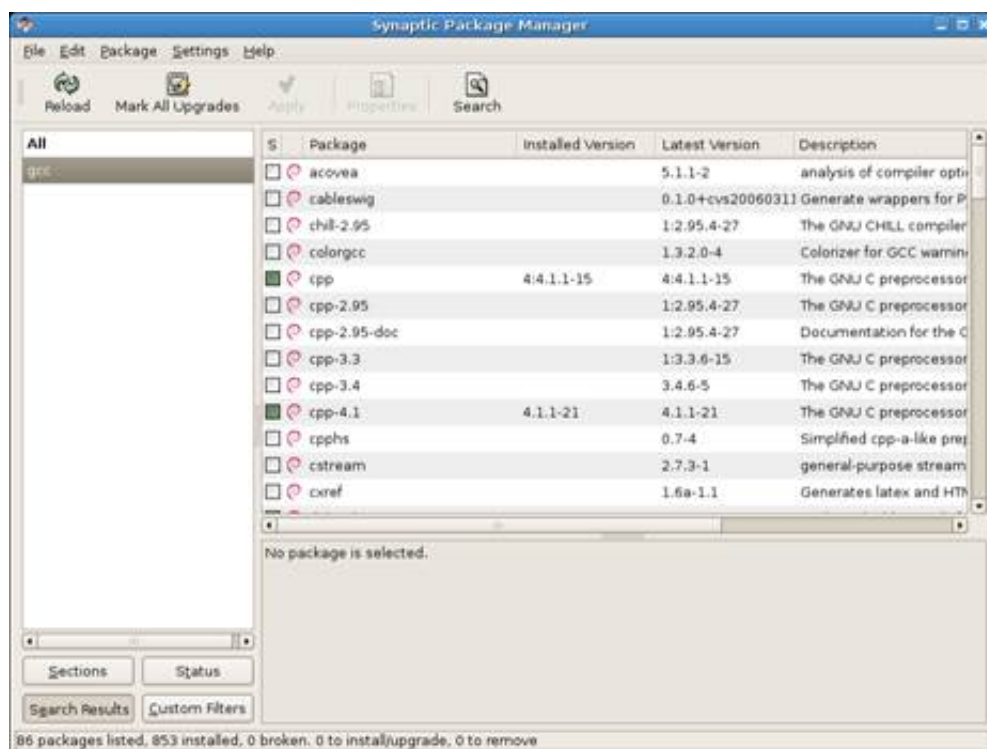 Synaptic Package Manager
File Edit Package Settings Help
Reload Mark All Upgrades Apply Properties Search
All
gcc
S Package Installed Version Latest Version Description
acovea 5.1.1-2 analysis of compiler opti
cableswig 0.1.0+cvs20060311 Generate wrappers for P
chill-2.95 1:2.95.4-27 The GNU CHILL compiler
colorgcc 1.3.2.0-4 Colorizer for GCC warnin
cpp 4:4.1.1-15 4:4.1.1-15 The GNU C preprocessor
cpp-2.95 1:2.95.4-27 The GNU C preprocessor
cpp-2.95-doc 1:2.95.4-27 Documentation for the G
cpp-3.3 1:3.3.6-15 The GNU C preprocessor
cpp-3.4 3.4.6-5 The GNU C preprocessor
cpp-4.1 4.1.1-21 4.1.1-21 The GNU C preprocessor
cpphs 0.7-4 Simplified cpp-a-like prep
cstream 2.7.3-1 general-purpose stream
cxref 1.6a-1.1 Generates latex and HTM
No package is selected.
Sections Status
Search Results Custom Filters
86 packages listed, 853 installed, 0 broken. 0 to install/upgrade, 0 to remove